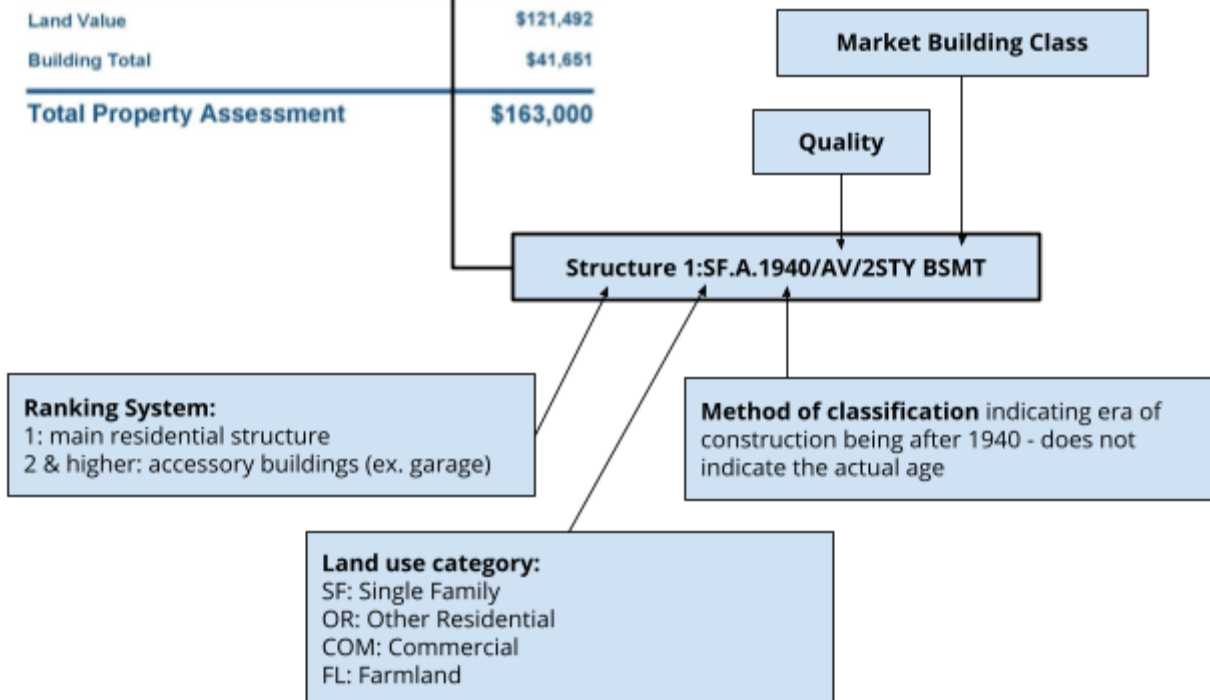 Land Value $121,492
Building Total $41,651
Total Property Assessment $163,000
Market Building Class
Quality
Structure 1:SF.A.1940/AV/2STY BSMT
Ranking System:
1: main residential structure
2 & higher: accessory buildings (ex. garage)
Method of classification indicating era of
construction being after 1940 - does not
indicate the actual age
Land use category:
SF: Single Family
OR: Other Residential
COM: Commercial
FL: Farmland